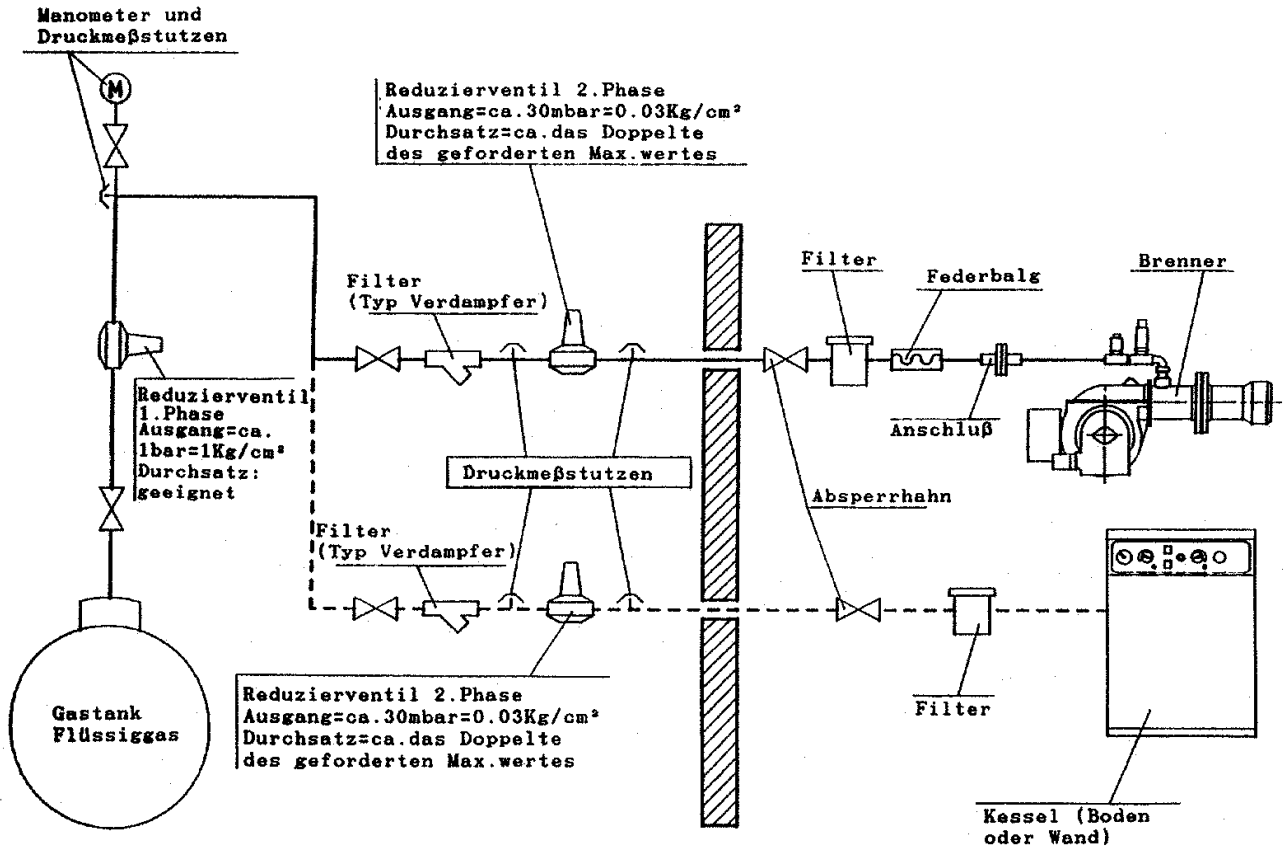 Manometer und
Druckmeßstutzen
M
Reduzierventil 2.Phase
Ausgang=ca.30mbar=0.03Kg/cm²
Durchsatz=ca.das Doppelte
des geforderten Max.wertes
Filter
(Typ Verdampfer)
Filter
Federbalg
Brenner
Reduzierventil
1.Phase
Ausgang=ca.
1bar=1Kg/cm²
Durchsatz:
geeignet
Anschluß
Druckmeßstutzen
Absperrhahn
Filter
(Typ Verdampfer)
Gastank
Flüssiggas
Reduzierventil 2.Phase
Ausgang=ca.30mbar=0.03Kg/cm²
Durchsatz=ca.das Doppelte
des geforderten Max.wertes
Filter
Kessel (Boden
oder Wand)